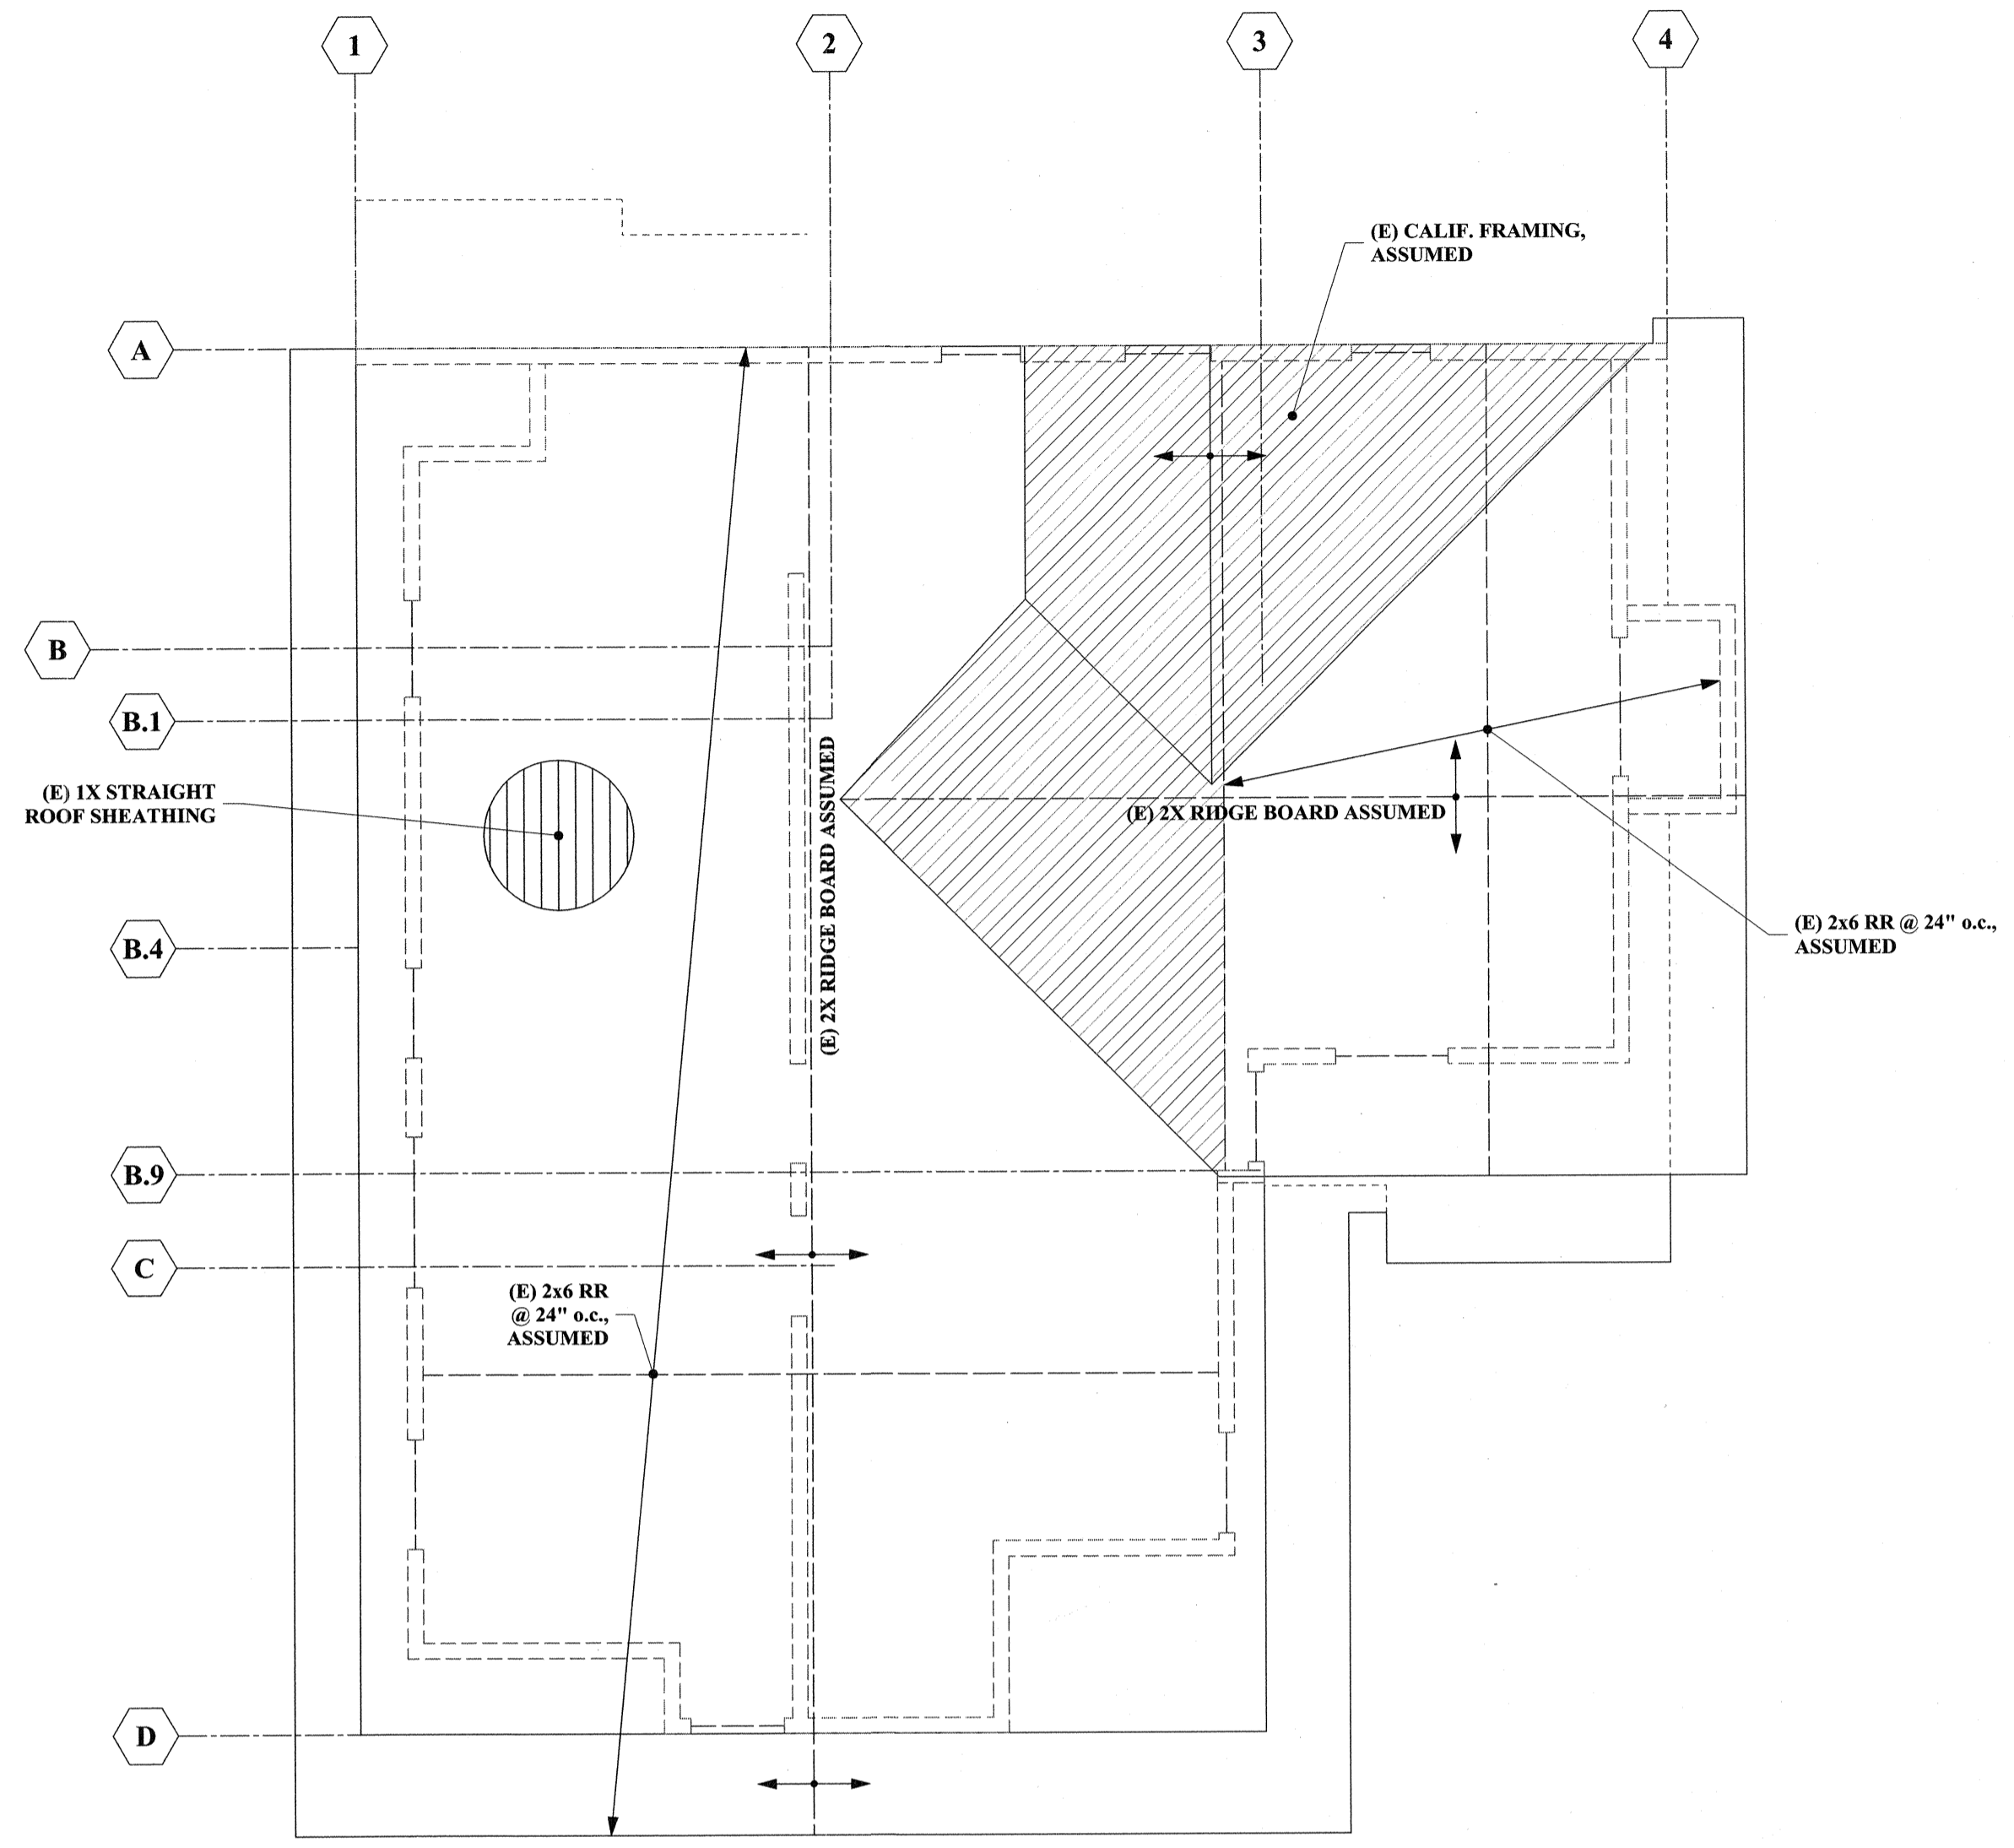 1
2
3
4
(E) CALIF. FRAMING,
ASSUMED
A
B
B.1
(E) 1X STRAIGHT
ROOF SHEATHING
(E) 2X RIDGE BOARD ASSUMED
(E) 2X RIDGE BOARD ASSUMED
(E) 2x6 RR @ 24" o.c.,
ASSUMED
B.4
B.9
C
(E) 2x6 RR
@ 24" o.c.,
ASSUMED
D